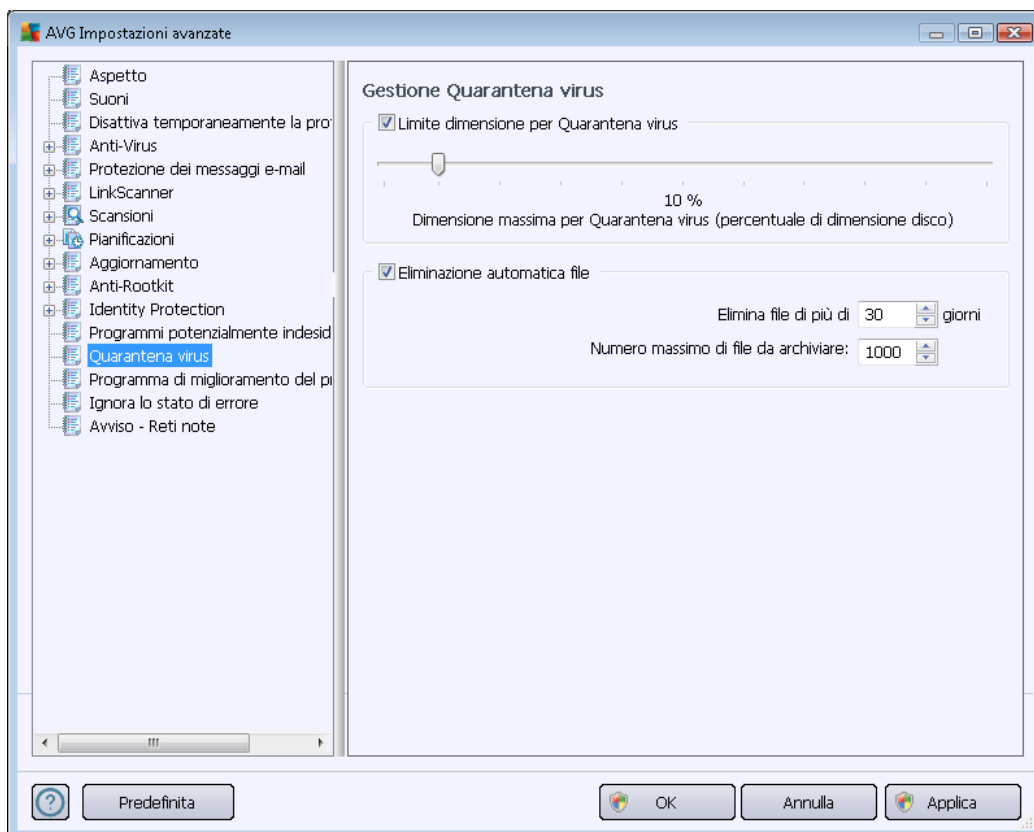 AVG Impostazioni avanzate
Aspetto
Suoni
Disattiva temporaneamente la pro
Anti-Virus
Protezione dei messaggi e-mail
LinkScanner
Scansioni
Pianificazioni
Aggiornamento
Anti-Rootkit
Identity Protection
Programmi potenzialmente indesid
Quarantena virus
Programma di miglioramento del pr
Ignora lo stato di errore
Avviso - Reti note
Gestione Quarantena virus
Limite dimensione per Quarantena virus
10 %
Dimensione massima per Quarantena virus (percentuale di dimensione disco)
Eliminazione automatica file
Elimina file di più di 30 giorni
Numero massimo di file da archiviare: 1000
Predefinita
OK
Annulla
Applica